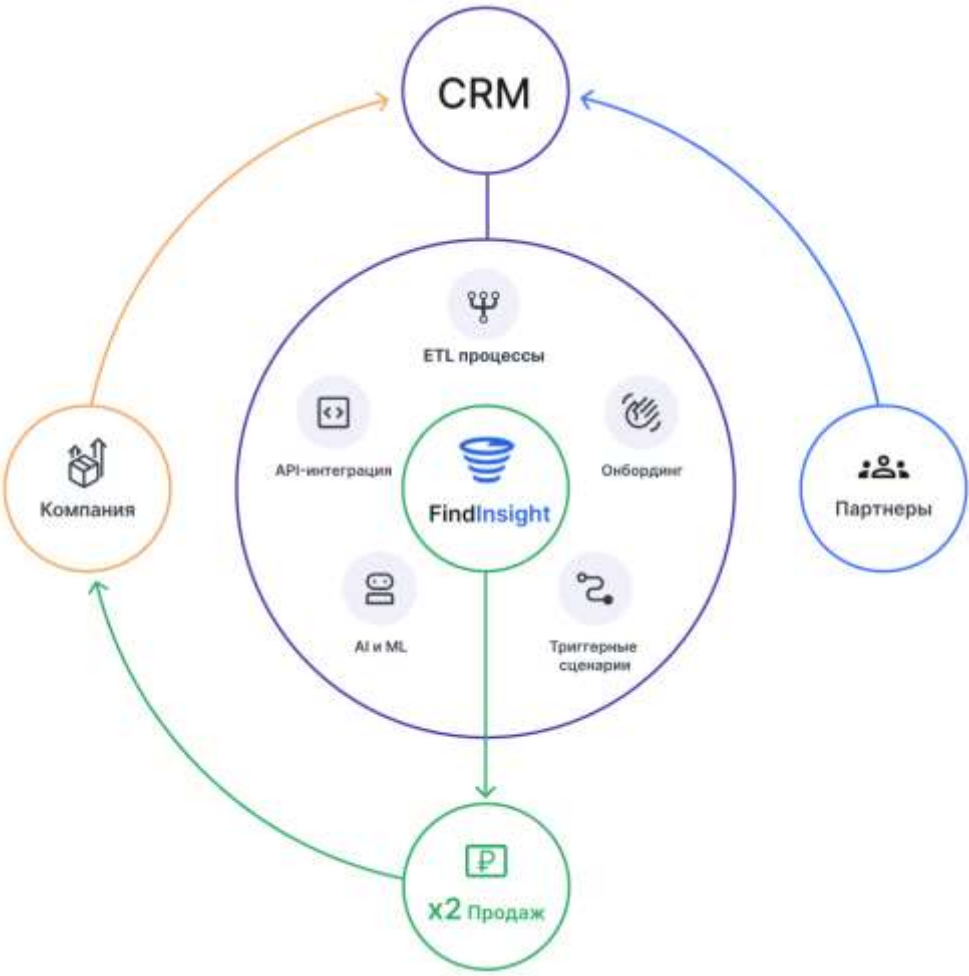 CRM
ETL процессы
API-интеграция
Онбординг
FindInsight
Компания
Партнеры
AI и ML
Триггерные
сценарии
₽
x2 Продаж